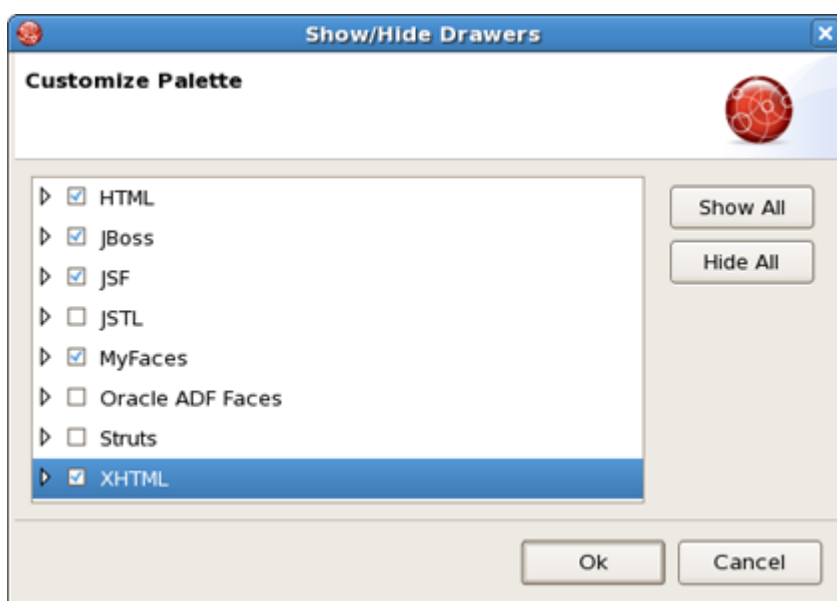 Show/Hide Drawers
Customize Palette
HTML
JBoss
JSF
JSTL
MyFaces
Oracle ADF Faces
Struts
XHTML
Show All
Hide All
Ok
Cancel